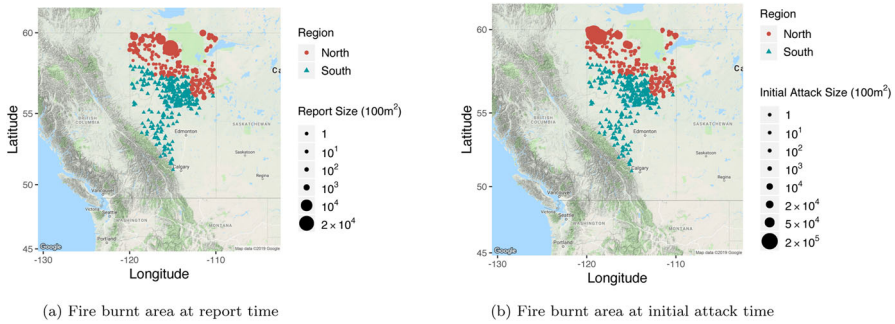 Latitude
60
55
50
45
-130
-120
-110
Longitude
BRITISH
COLUMBIA
Edmonton
SASKATCHEWAN
Saskatoon
Calgary
Regina
Vancouver
Victoria
Seattle
WASHINGTON
MONTANA
Portland
Ca
Google
Map data ©2019 Google
Region
North
South
Report Size (100m²)
1
10¹
10²
10³
10⁴
2 × 10⁴
(a) Fire burnt area at report time
Latitude
60
55
50
45
-130
-120
-110
Longitude
BRITISH
COLUMBIA
Edmonton
SASKATCHEWAN
Saskatoon
Calgary
Regina
Vancouver
Victoria
Seattle
WASHINGTON
MONTANA
Portland
Ca
Google
Map data ©2019 Google
Region
North
South
Initial Attack Size (100m²)
1
10¹
10²
10³
10⁴
2 × 10⁴
5 × 10⁴
2 × 10⁵
(b) Fire burnt area at initial attack time